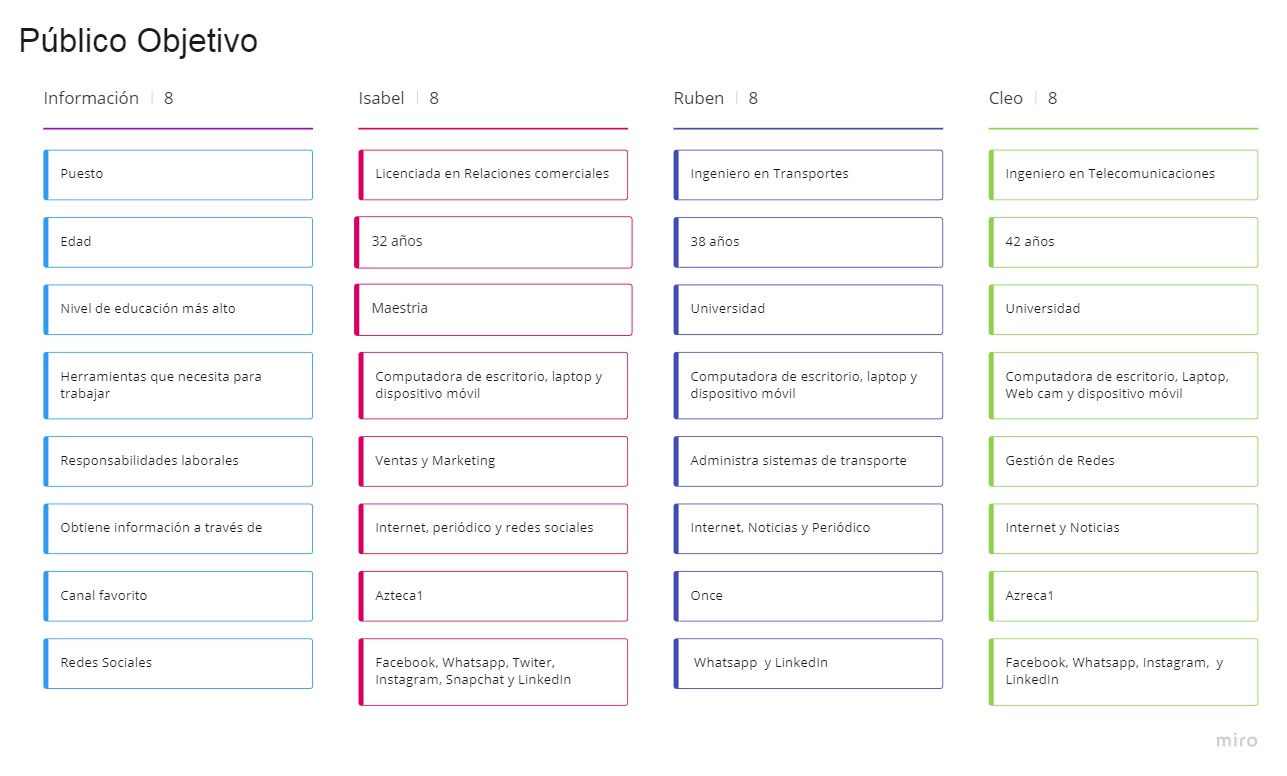 Público Objetivo
Información | 8
Isabel | 8
Ruben | 8
Cleo | 8
Puesto
Licenciada en Relaciones comerciales
Ingeniero en Transportes
Ingeniero en Telecomunicaciones
Edad
32 años
38 años
42 años
Nivel de educación más alto
Maestria
Universidad
Universidad
Herramientas que necesita para
trabajar
Computadora de escritorio, laptop y
dispositivo móvil
Computadora de escritorio, laptop y
dispositivo móvil
Computadora de escritorio, Laptop,
Web cam y dispositivo móvil
Responsabilidades laborales
Ventas y Marketing
Administra sistemas de transporte
Gestión de Redes
Obtiene información a través de
Internet, periódico y redes sociales
Internet, Noticias y Periódico
Internet y Noticias
Canal favorito
Azteca1
Once
Azreca1
Redes Sociales
Facebook, Whatsapp, Twiter,
Instagram, Snapchat y LinkedIn
Whatsapp  y LinkedIn
Facebook, Whatsapp, Instagram,  y
LinkedIn
miro